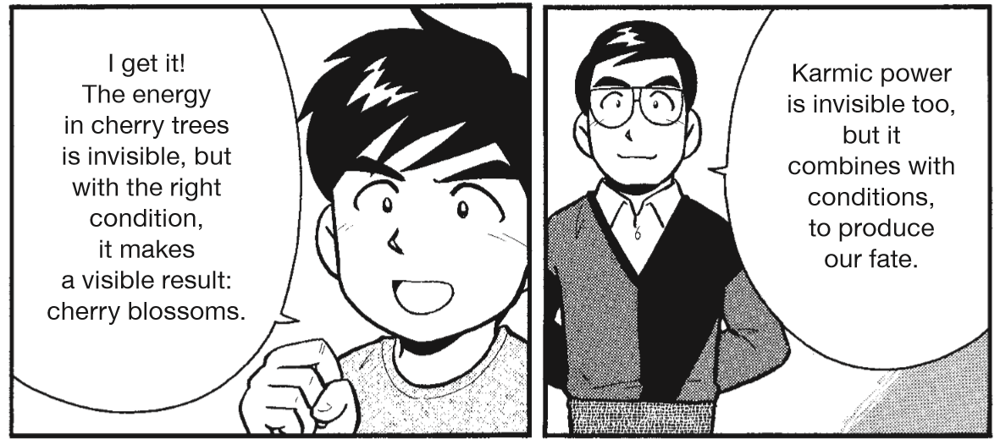 I get it!
The energy
in cherry trees
is invisible, but
with the right
condition,
it makes
a visible result:
cherry blossoms.
Karmic power
is invisible too,
but it
combines with
conditions,
to produce
our fate.